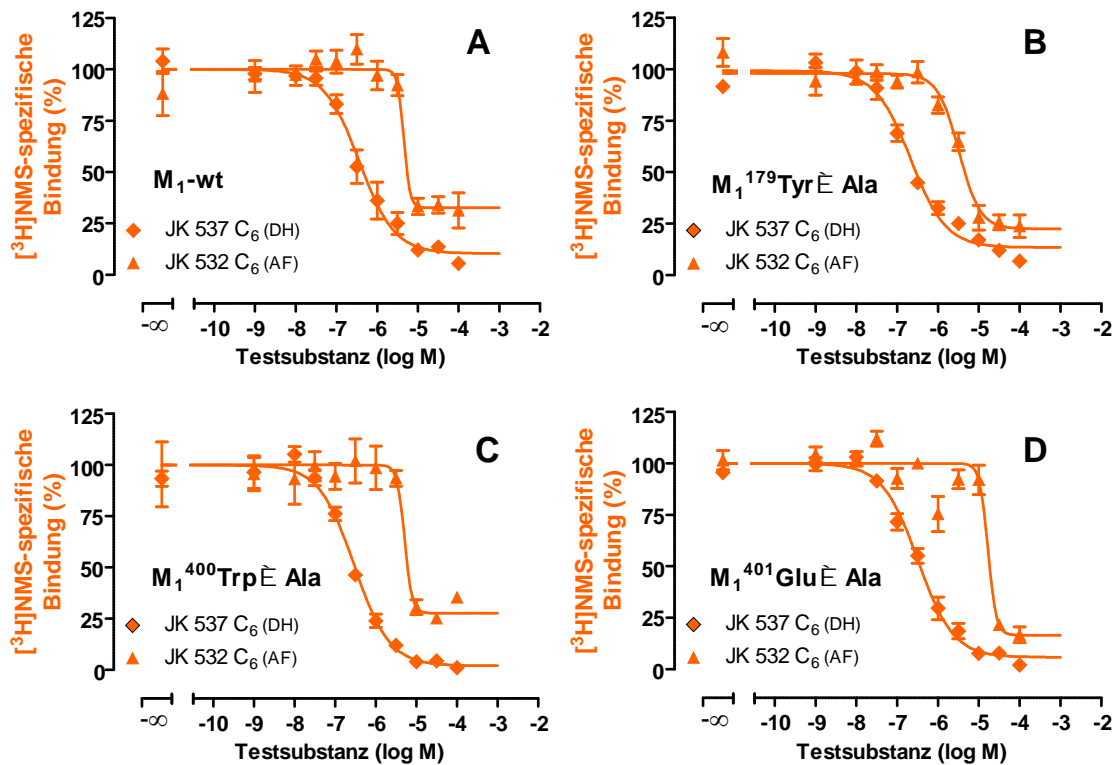 A
[³H]NMS-spezifische
Bindung (%)
125
100
75
50
25
0
M₁-wt
JK 537 C₆ (DH)
JK 532 C₆ (AF)
-∞ -10 -9 -8 -7 -6 -5 -4 -3 -2
Testsubstanz (log M)
B
[³H]NMS-spezifische
Bindung (%)
125
100
75
50
25
0
M₁¹⁷⁹TyrÈ Ala
JK 537 C₆ (DH)
JK 532 C₆ (AF)
-∞ -10 -9 -8 -7 -6 -5 -4 -3 -2
Testsubstanz (log M)
C
[³H]NMS-spezifische
Bindung (%)
125
100
75
50
25
0
M₁⁴⁰⁰TrpÈ Ala
JK 537 C₆ (DH)
JK 532 C₆ (AF)
-∞ -10 -9 -8 -7 -6 -5 -4 -3 -2
Testsubstanz (log M)
D
[³H]NMS-spezifische
Bindung (%)
125
100
75
50
25
0
M₁⁴⁰¹GluÈ Ala
JK 537 C₆ (DH)
JK 532 C₆ (AF)
-∞ -10 -9 -8 -7 -6 -5 -4 -3 -2
Testsubstanz (log M)